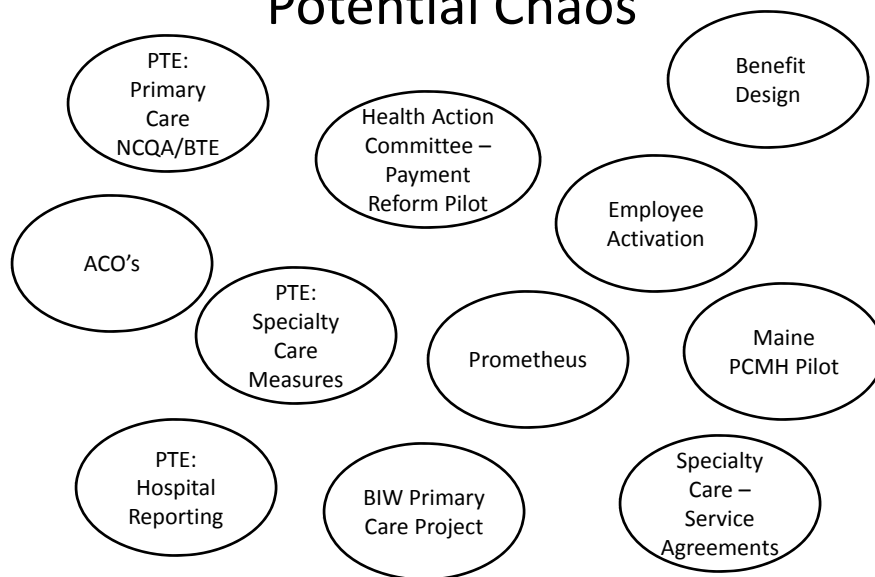 Potential Chaos
PTE:
Primary
Care
NCQA/BTE
Health Action
Committee –
Payment
Reform Pilot
Benefit
Design
Employee
Activation
ACO's
PTE:
Specialty
Care
Measures
Prometheus
Maine
PCMH Pilot
PTE:
Hospital
Reporting
BIW Primary
Care Project
Specialty
Care –
Service
Agreements